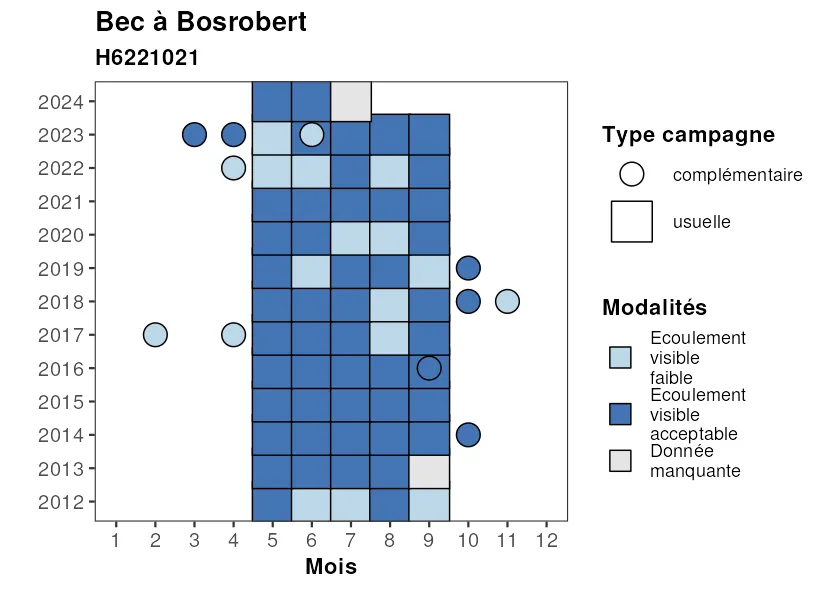 Bec à Bosrobert
H6221021
2024
2023
2022
2021
2020
2019
2018
2017
2016
2015
2014
2013
2012
1 2 3 4 5 6 7 8 9 10 11 12
Mois
Type campagne
complémentaire
usuelle
Modalités
Ecoulement
visible
faible
Ecoulement
visible
acceptable
Donnée
manquante